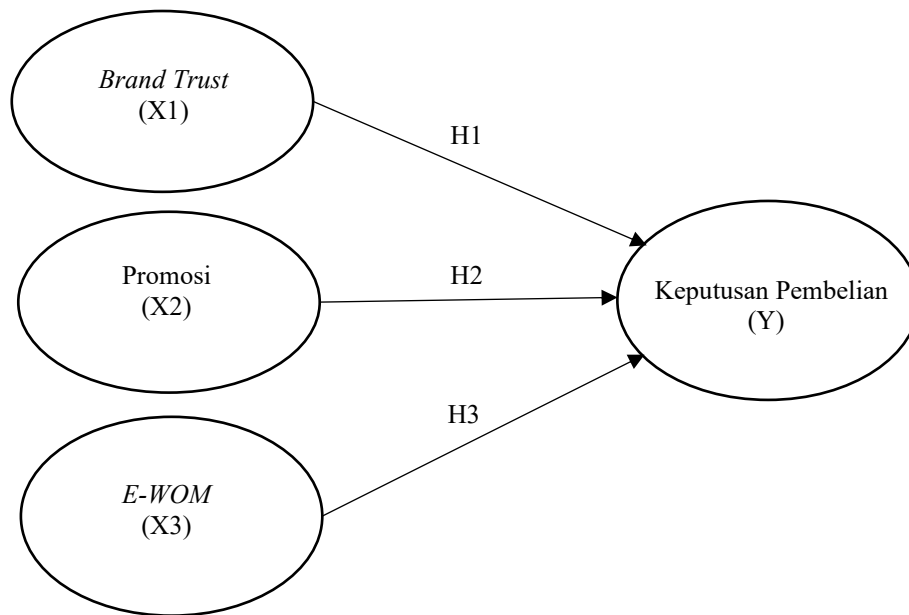 Brand Trust
(X1)
H1
Promosi
(X2)
H2
Keputusan Pembelian
(Y)
H3
E-WOM
(X3)